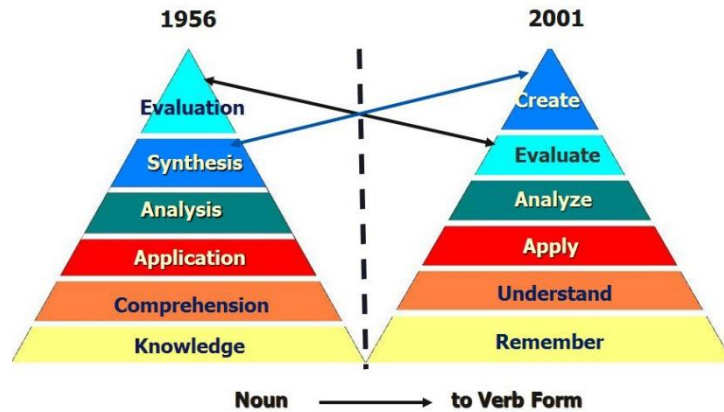 1956
2001
Evaluation
Synthesis
Analysis
Application
Comprehension
Knowledge
Create
Evaluate
Analyze
Apply
Understand
Remember
Noun to Verb Form